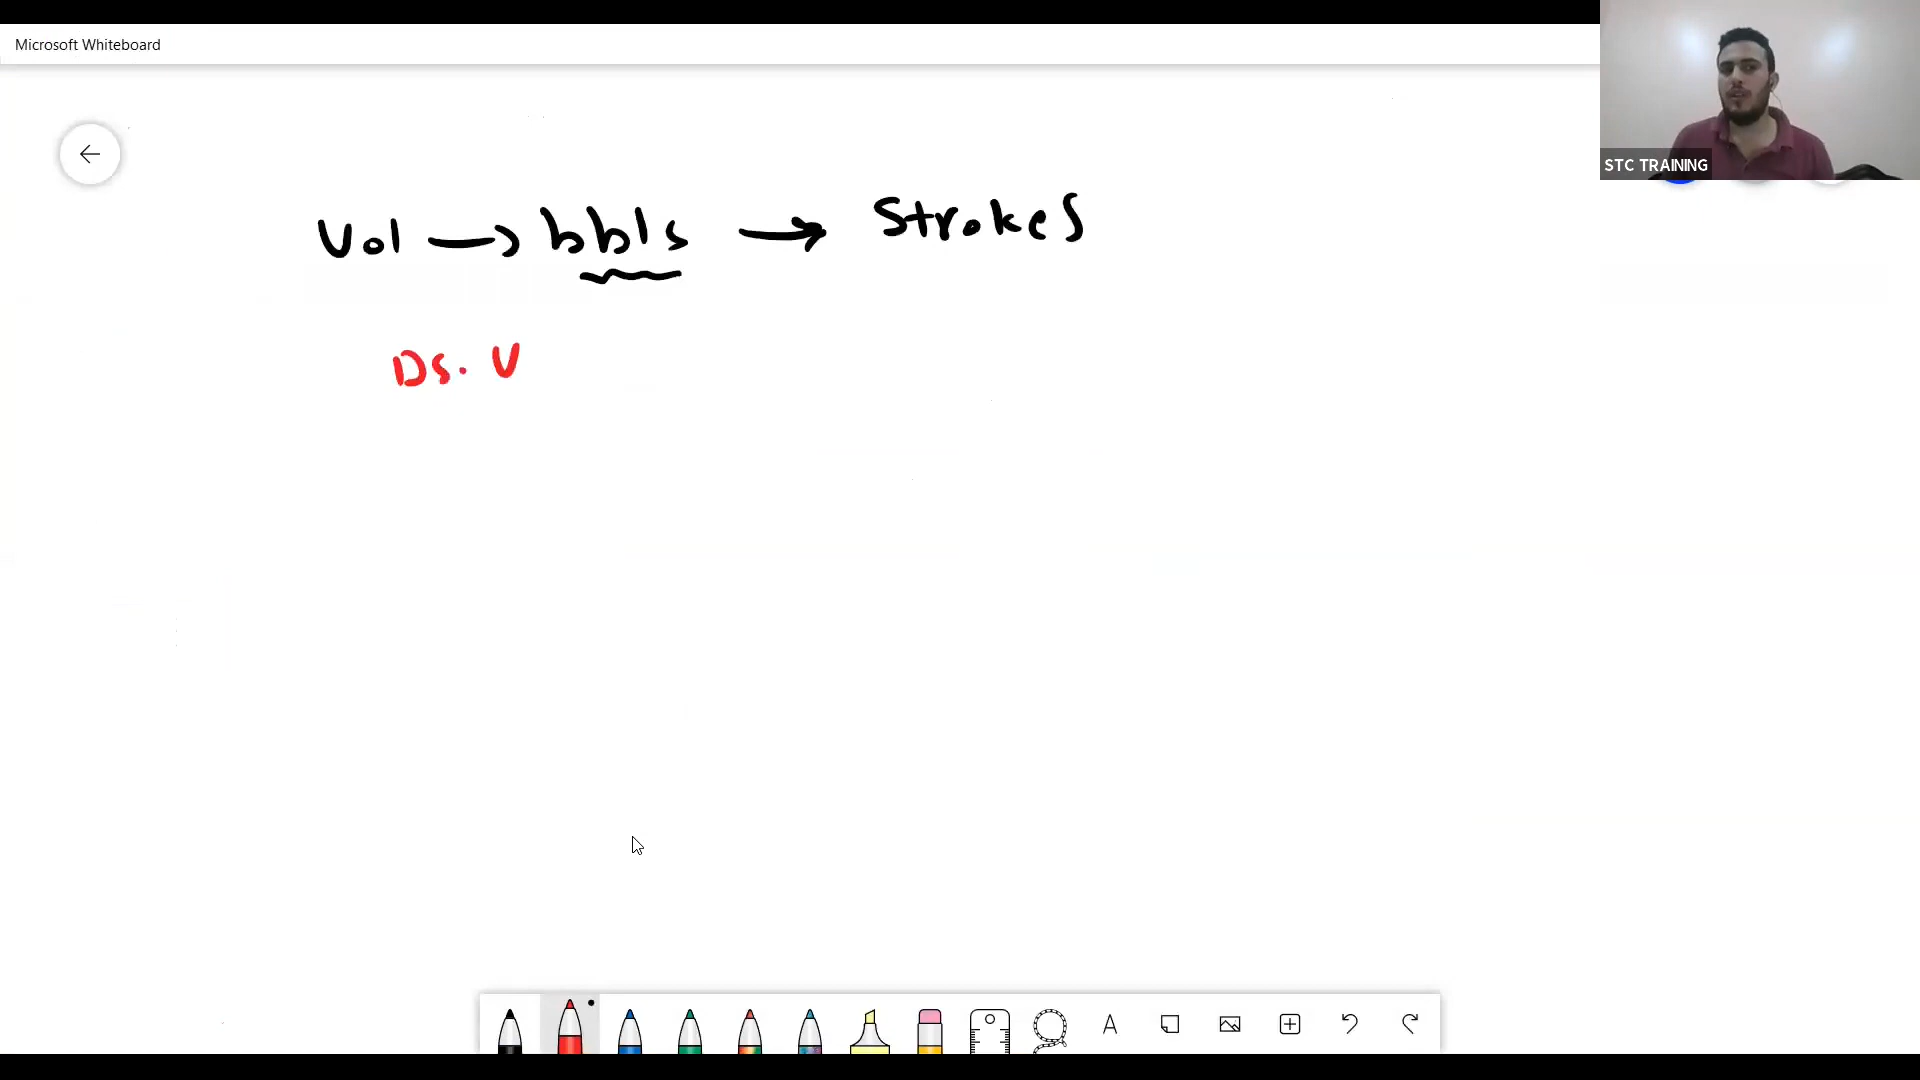 Microsoft Whiteboard
STC TRAINING
Vol → bbls → Strokes
Ds. V